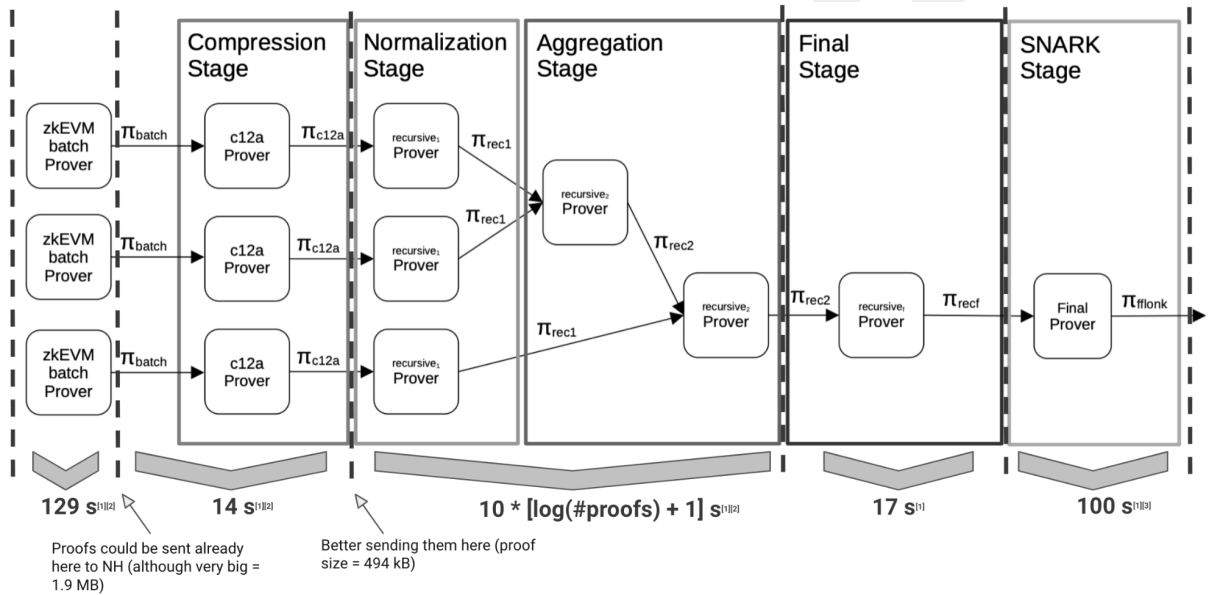 Compression
Stage
Normalization
Stage
Aggregation
Stage
Final
Stage
SNARK
Stage
zkEVM
batch
Prover
πbatch
c12a
Prover
πc12a
recursive₁
Prover
πrec1
zkEVM
batch
Prover
πbatch
c12a
Prover
πc12a
recursive₁
Prover
πrec1
zkEVM
batch
Prover
πbatch
c12a
Prover
πc12a
recursive₁
Prover
πrec1
recursive₂
Prover
πrec2
recursive₂
Prover
πrec2
recursivef
Prover
πrecf
Final
Prover
πfflonk
129 s[1][2]
14 s[1][2]
10 * [log(#proofs) + 1] s[1][2]
17 s[1]
100 s[1][3]
Proofs could be sent already
here to NH (although very big =
1.9 MB)
Better sending them here (proof
size = 494 kB)